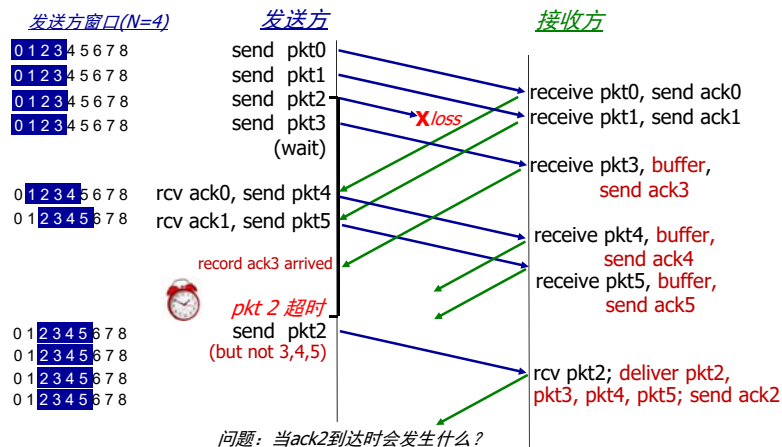 发送方窗口(N=4) 发送方 接收方
0 1 2 3 4 5 6 7 8 send pkt0
0 1 2 3 4 5 6 7 8 send pkt1
receive pkt0, send ack0
0 1 2 3 4 5 6 7 8 send pkt2
X loss
receive pkt1, send ack1
0 1 2 3 4 5 6 7 8 send pkt3
(wait)
receive pkt3, buffer,
send ack3
0 1 2 3 4 5 6 7 8 rcv ack0, send pkt4
0 1 2 3 4 5 6 7 8 rcv ack1, send pkt5
receive pkt4, buffer,
send ack4
record ack3 arrived
receive pkt5, buffer,
send ack5
pkt 2 超时
0 1 2 3 4 5 6 7 8 send pkt2
0 1 2 3 4 5 6 7 8 (but not 3,4,5)
0 1 2 3 4 5 6 7 8 rcv pkt2; deliver pkt2,
0 1 2 3 4 5 6 7 8 pkt3, pkt4, pkt5; send ack2
问题：当ack2到达时会发生什么？